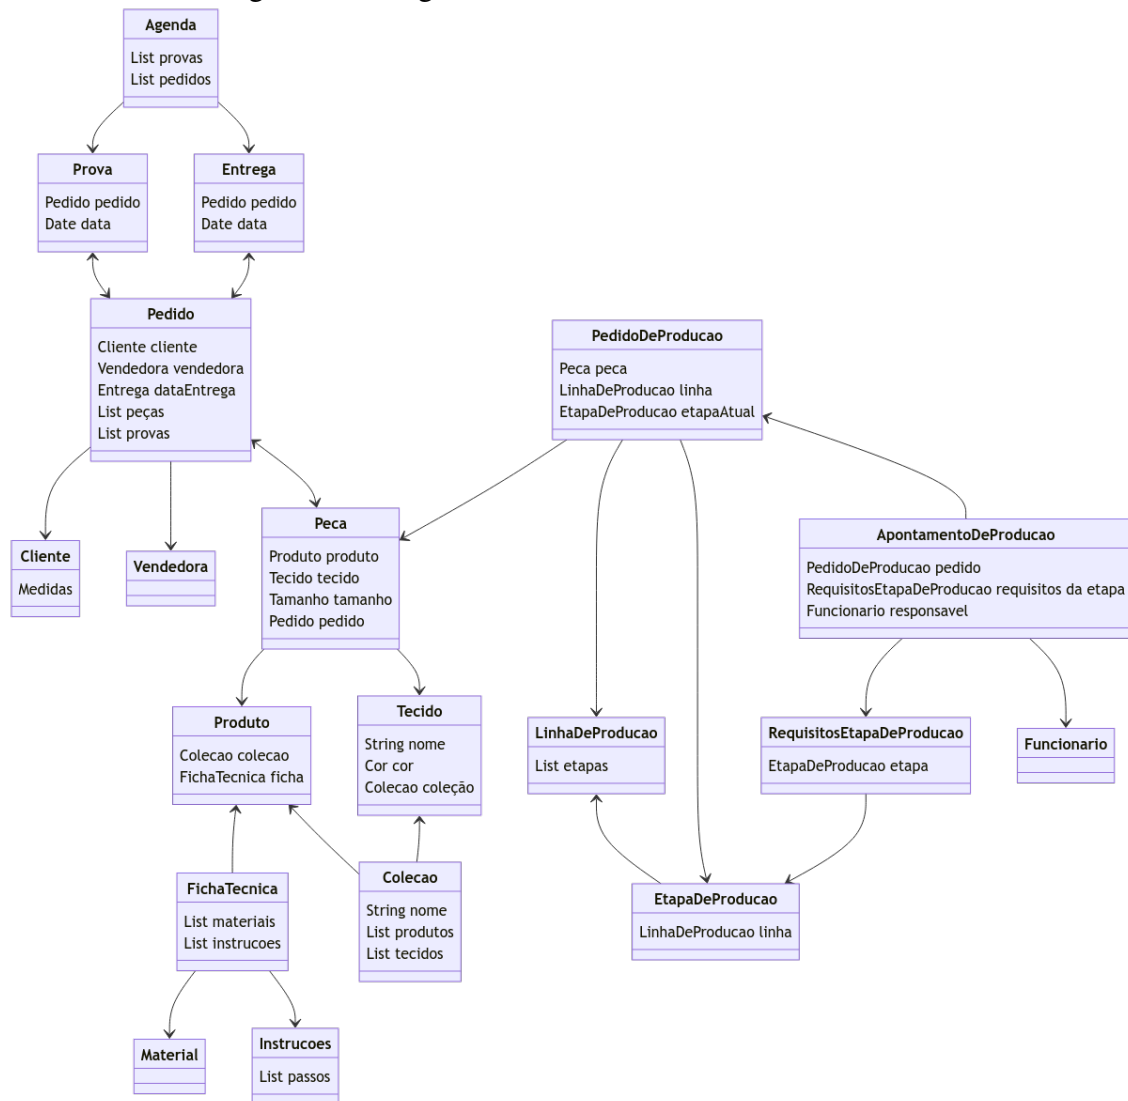 Agenda
List provas
List pedidos
Prova
Pedido pedido
Date data
Entrega
Pedido pedido
Date data
Pedido
Cliente cliente
Vendedora vendedora
Entrega dataEntrega
List peças
List provas
PedidoDeProducao
Peca peca
LinhaDeProducao linha
EtapaDeProducao etapaAtual
Cliente
Medidas
Vendedora
Peca
Produto produto
Tecido tecido
Tamanho tamanho
Pedido pedido
ApontamentoDeProducao
PedidoDeProducao pedido
RequisitosEtapaDeProducao requisitos da etapa
Funcionario responsavel
Produto
Colecao colecao
FichaTecnica ficha
Tecido
String nome
Cor cor
Colecao coleção
LinhaDeProducao
List etapas
RequisitosEtapaDeProducao
EtapaDeProducao etapa
Funcionario
FichaTecnica
List materiais
List instrucoes
Colecao
String nome
List produtos
List tecidos
EtapaDeProducao
LinhaDeProducao linha
Material
Instrucoes
List passos